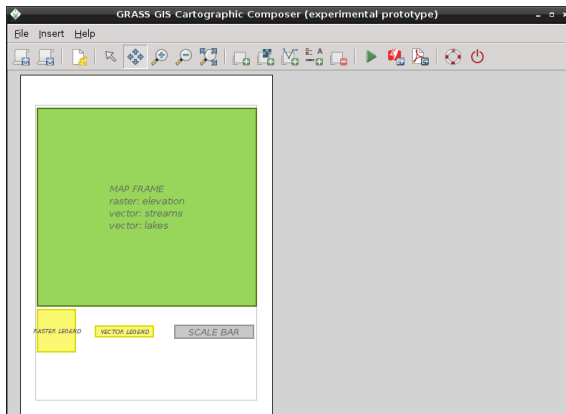 GRASS GIS Cartographic Composer (experimental prototype)
File Insert Help
MAP FRAME
raster: elevation
vector: streams
vector: lakes
RASTER LEGEND
VECTOR LEGEND
SCALE BAR